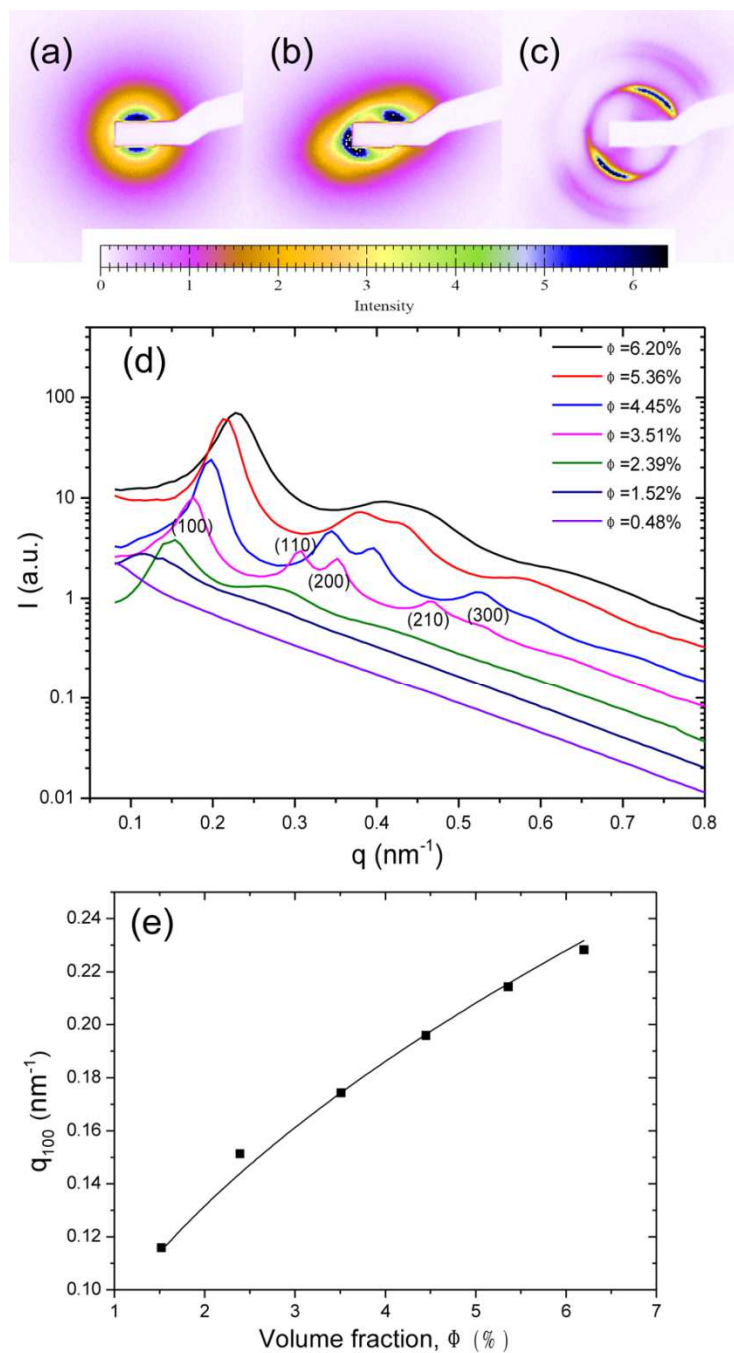 (a) (b) (c)
0 1 2 3 4 5 6
Intensity
(d)
ϕ =6.20%
ϕ =5.36%
ϕ =4.45%
ϕ =3.51%
ϕ =2.39%
ϕ =1.52%
ϕ =0.48%
100
10
1
0.1
0.01
I (a.u.)
(100)
(110)
(200)
(210)
(300)
0.1 0.2 0.3 0.4 0.5 0.6 0.7 0.8
q (nm⁻¹)
(e)
0.24
0.22
0.20
0.18
0.16
0.14
0.12
0.10
q₁₀₀ (nm⁻¹)
1 2 3 4 5 6 7
Volume fraction, Φ (%)